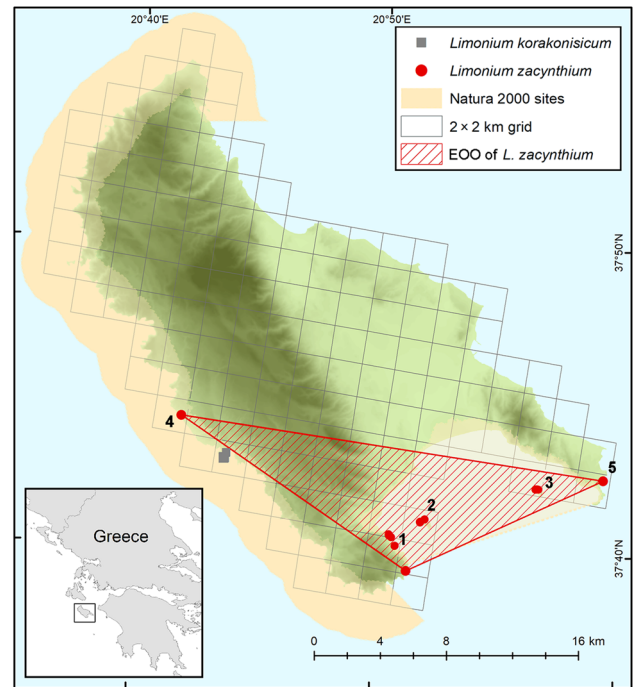 20°40'E
20°50'E
Limonium korakonisicum
Limonium zacynthium
Natura 2000 sites
2 × 2 km grid
EOO of L. zacynthium
37°50'N
4
5
3
2
1
Greece
37°40'N
0 4 8 16 km